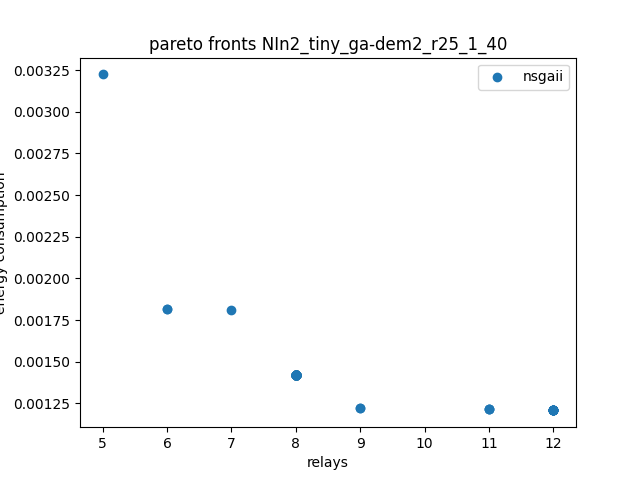 pareto fronts NIn2_tiny_ga-dem2_r25_1_40
nsgaii
0.00325
0.00300
0.00275
0.00250
0.00225
0.00200
0.00175
0.00150
0.00125
energy consumption
5 6 7 8 9 10 11 12
relays